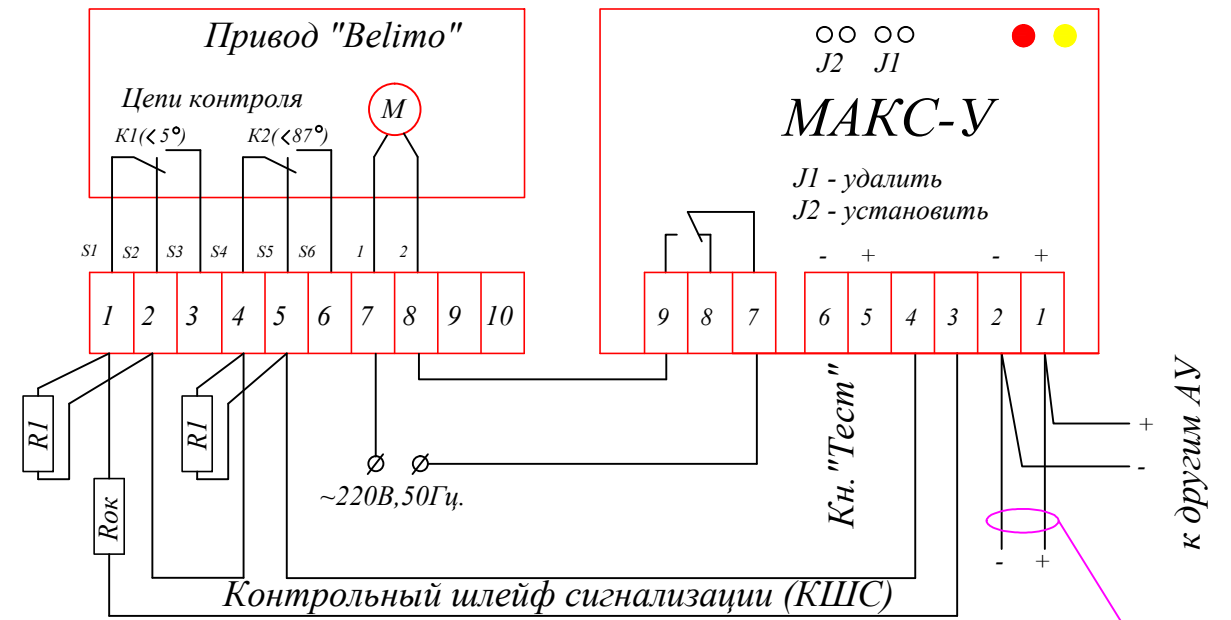 Привод "Belimo"
Цепи контроля
К1(<5°)
К2(<87°)
М
S1 S2 S3 S4 S5 S6 1 2
1 2 3 4 5 6 7 8 9 10
R1
R1
Rок
~220В,50Гц.
Контрольный шлейф сигнализации (КШС)
J2 J1
МАКС-У
J1 - удалить
J2 - установить
- + - +
9 8 7 6 5 4 3 2 1
Кн."Тест"
+
-
- +
к другим АУ